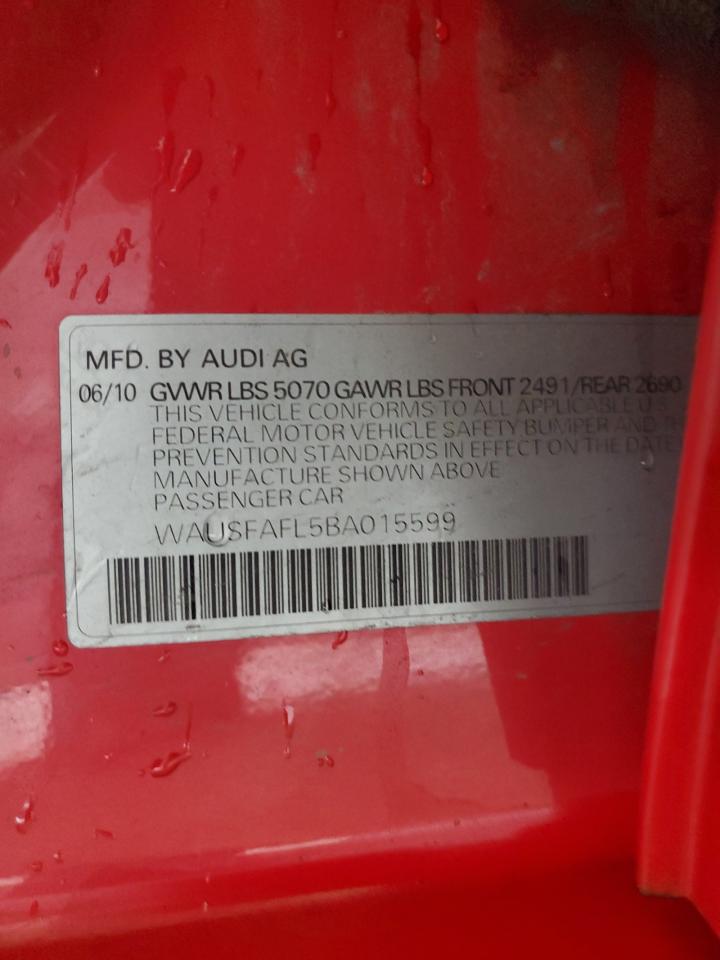 MFD. BY AUDI AG
06/10 GVWR LBS 5070 GAWR LBS FRONT 2491/REAR 2690
THIS VEHICLE CONFORMS TO ALL APPLICABLE U.S.
FEDERAL MOTOR VEHICLE SAFETY BUMPER AND TH
PREVENTION STANDARDS IN EFFECT ON THE DATE
MANUFACTURE SHOWN ABOVE
PASSENGER CAR
WAUSFAFL5BA015599